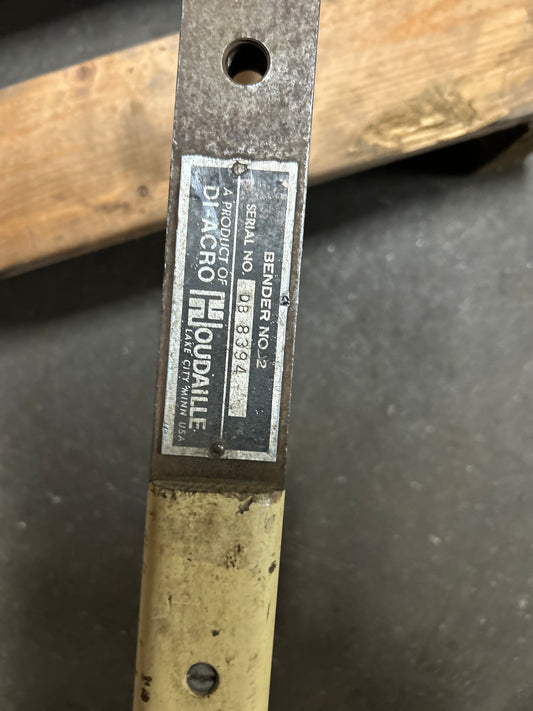 BENDER NO. 2
SERIAL NO. DB 8394
A PRODUCT OF
DI-ACRO HOUDAILLE
LAKE CITY MINN USA